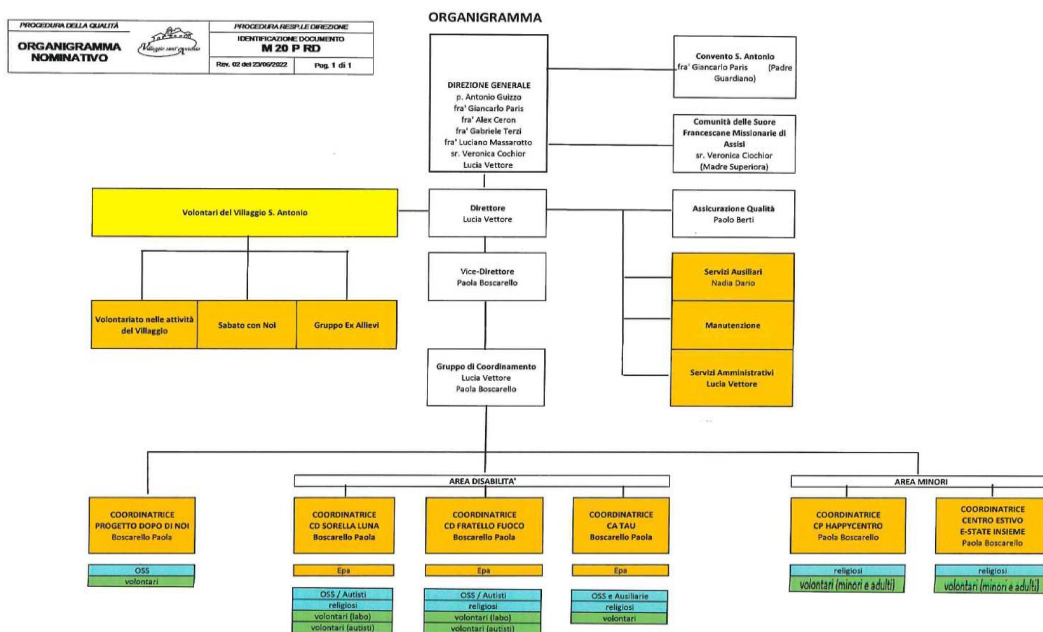 PROCEDURA DELLA QUALITÀ
ORGANIGRAMMA
NOMINATIVO
Villaggio sant'Antonio
PROCEDURA RESP.LE DIREZIONE
IDENTIFICAZIONE DOCUMENTO
M 20 P RD
Rev. 02 del 23/06/2022
Pag. 1 di 1
ORGANIGRAMMA
DIREZIONE GENERALE
p. Antonio Guizzo
fra' Giancarlo Paris
fra' Alex Ceron
fra' Gabriele Terzi
fra' Luciano Massarotto
sr. Veronica Cochior
Lucia Vettore
Convento S. Antonio
fra' Giancarlo Paris (Padre
Guardiano)
Comunità delle Suore
Francescane Missionarie di
Assisi
sr. Veronica Ciochior
(Madre Superiora)
Volontari del Villaggio S. Antonio
Direttore
Lucia Vettore
Assicurazione Qualità
Paolo Berti
Vice-Direttore
Paola Boscarello
Servizi Ausiliari
Nadia Dario
Manutenzione
Servizi Amministrativi
Lucia Vettore
Volontariato nelle attività
del Villaggio
Sabato con Noi
Gruppo Ex Allievi
Gruppo di Coordinamento
Lucia Vettore
Paola Boscarello
AREA DISABILITA'
AREA MINORI
COORDINATRICE
PROGETTO DOPO DI NOI
Boscarello Paola
OSS
volontari
COORDINATRICE
CD SORELLA LUNA
Boscarello Paola
Epa
OSS / Autisti
religiosi
volontari (labo)
volontari (autisti)
COORDINATRICE
CD FRATELLO FUOCO
Boscarello Paola
Epa
OSS / Autisti
religiosi
volontari (labo)
volontari (autisti)
COORDINATRICE
CA TAU
Boscarello Paola
Epa
OSS e Ausiliarie
religiosi
volontari
COORDINATRICE
CP HAPPYCENTRO
Paola Boscarello
religiosi
volontari (minori e adulti)
COORDINATRICE
CENTRO ESTIVO
E-STATE INSIEME
Paola Boscarello
religiosi
volontari (minori e adulti)